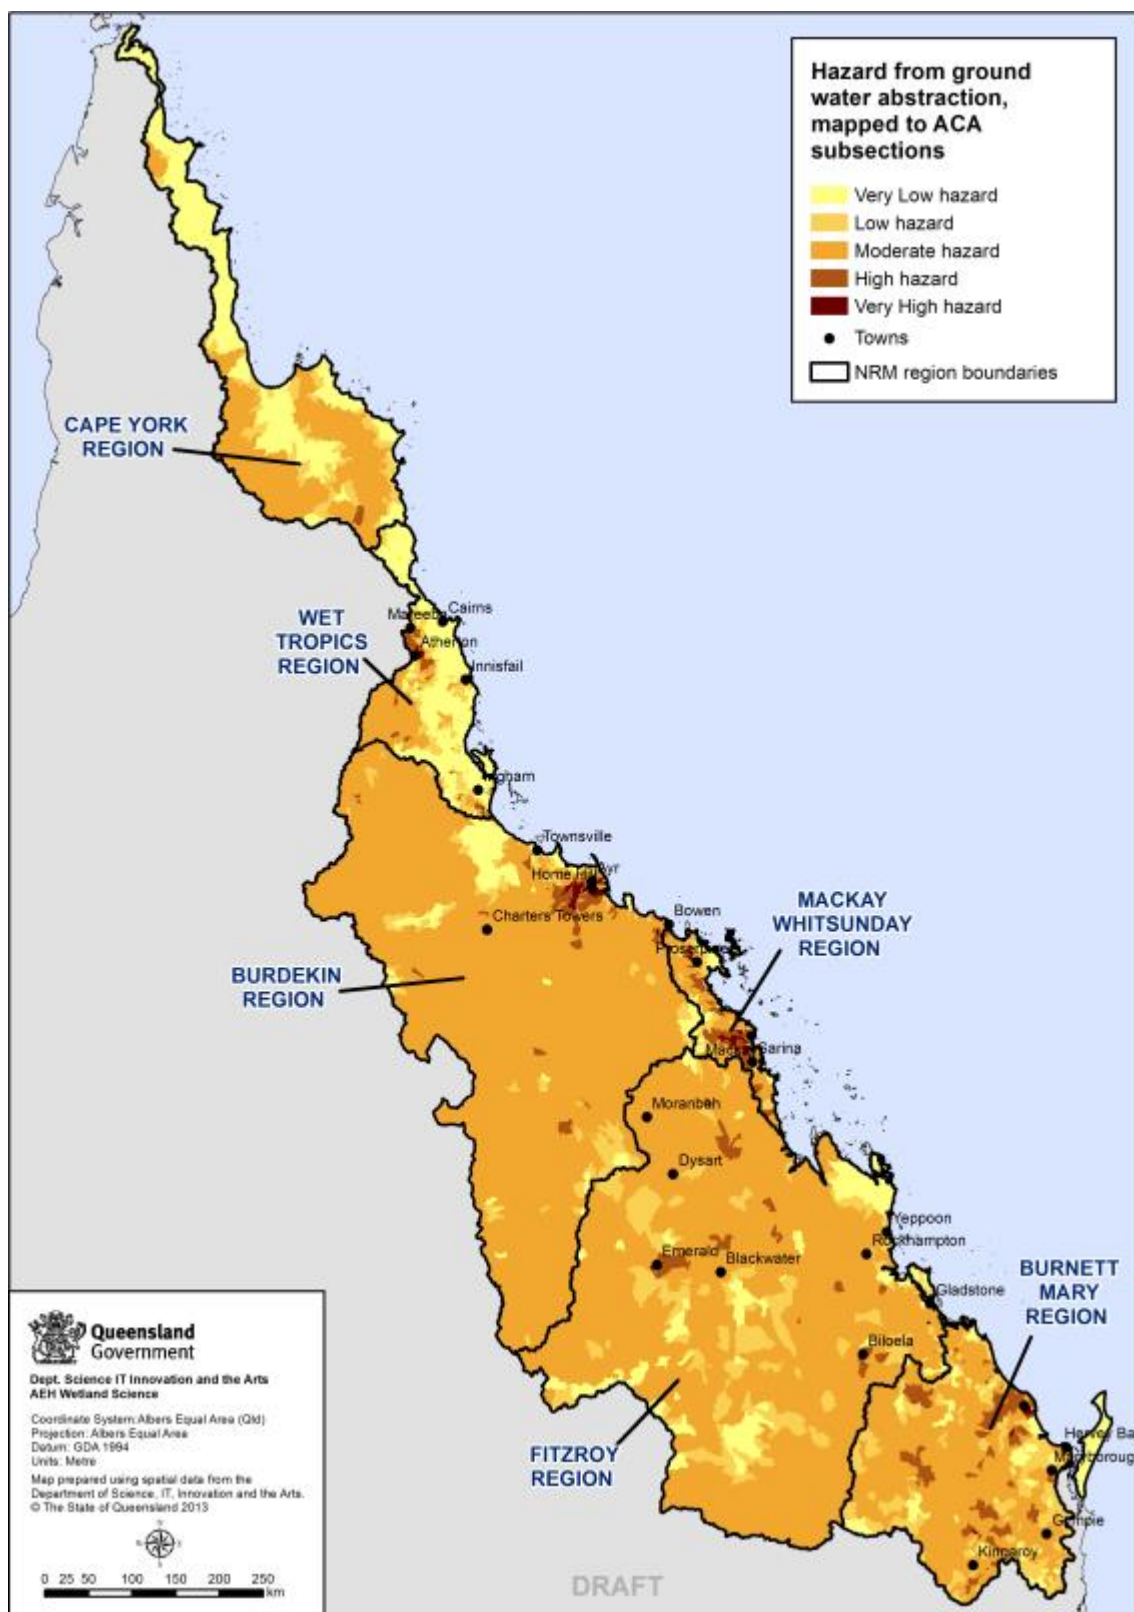 Hazard from ground
water abstraction,
mapped to ACA
subsections
Very Low hazard
Low hazard
Moderate hazard
High hazard
Very High hazard
Towns
NRM region boundaries
CAPE YORK
REGION
WET
TROPICS
REGION
Cairns
Atherton
Innisfail
Townsville
Home
Ayr
Charters Towers
Bowen
MACKAY
WHITSUNDAY
REGION
BURDEKIN
REGION
Sarina
Moranbah
Dysart
Emerald
Blackwater
Yeppoon
Rockhampton
Gladstone
Biloela
BURNETT
MARY
REGION
FITZROY
REGION
Hervey Ba
Gympie
Kingaroy
Queensland
Government
Dept. Science IT Innovation and the Arts
AEH Wetland Science
Coordinate System: Albers Equal Area (Qld)
Projection: Albers Equal Area
Datum: GDA 1994
Units: Metre
Map prepared using spatial data from the
Department of Science, IT, Innovation and the Arts.
© The State of Queensland 2013
0 25 50 100 150 200 250
km
DRAFT